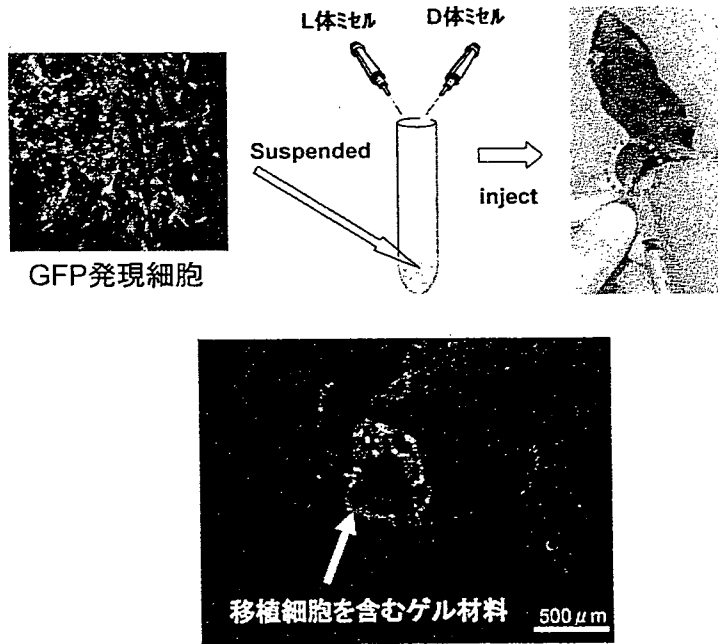 L体ミセル D体ミセル
Suspended
inject
GFP発現細胞
移植細胞を含むゲル材料
500μm